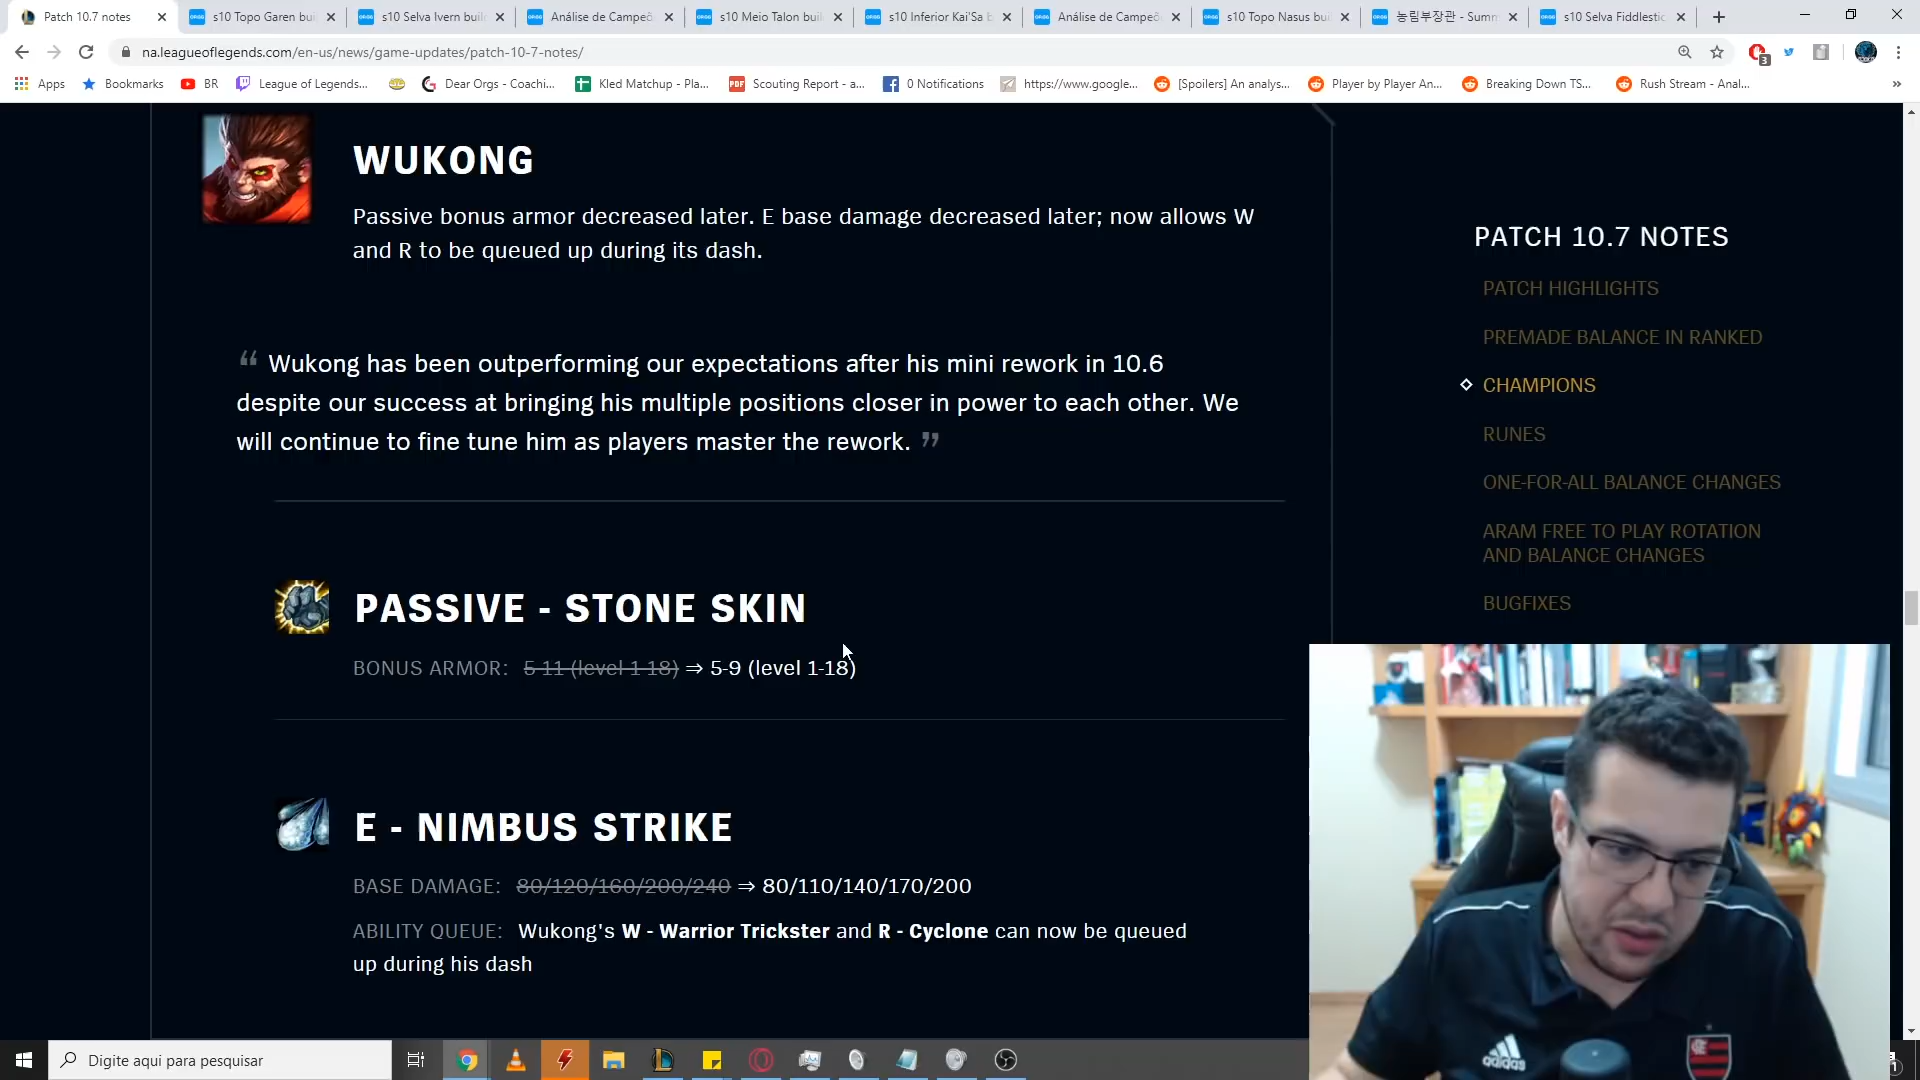 Patch 10.7 notes
s10 Topo Garen bui
s10 Selva Ivern buil
Análise de Campeõ
s10 Meio Talon buil
s10 Inferior Kai'Sa b
Análise de Campeõ
s10 Topo Nasus bu
농림부장관 - Summ
s10 Selva Fiddlestic
na.leagueoflegends.com/en-us/news/game-updates/patch-10-7-notes/
3
Apps
Bookmarks
BR
League of Legends...
Dear Orgs - Coachi...
Kled Matchup - Pla...
PDF
Scouting Report - a...
0 Notifications
https://www.google...
[Spoilers] An analys...
Player by Player An...
Breaking Down TS...
Rush Stream - Anal...
»
WUKONG
Passive bonus armor decreased later. E base damage decreased later; now allows W
and R to be queued up during its dash.
“ Wukong has been outperforming our expectations after his mini rework in 10.6
despite our success at bringing his multiple positions closer in power to each other. We
will continue to fine tune him as players master the rework. ”
PASSIVE - STONE SKIN
BONUS ARMOR: 5-11 (level 1-18) ⇒ 5-9 (level 1-18)
E - NIMBUS STRIKE
BASE DAMAGE: 80/120/160/200/240 ⇒ 80/110/140/170/200
ABILITY QUEUE: Wukong's W - Warrior Trickster and R - Cyclone can now be queued
up during his dash
PATCH 10.7 NOTES
PATCH HIGHLIGHTS
PREMADE BALANCE IN RANKED
CHAMPIONS
RUNES
ONE-FOR-ALL BALANCE CHANGES
ARAM FREE TO PLAY ROTATION
AND BALANCE CHANGES
BUGFIXES
adidas
Digite aqui para pesquisar